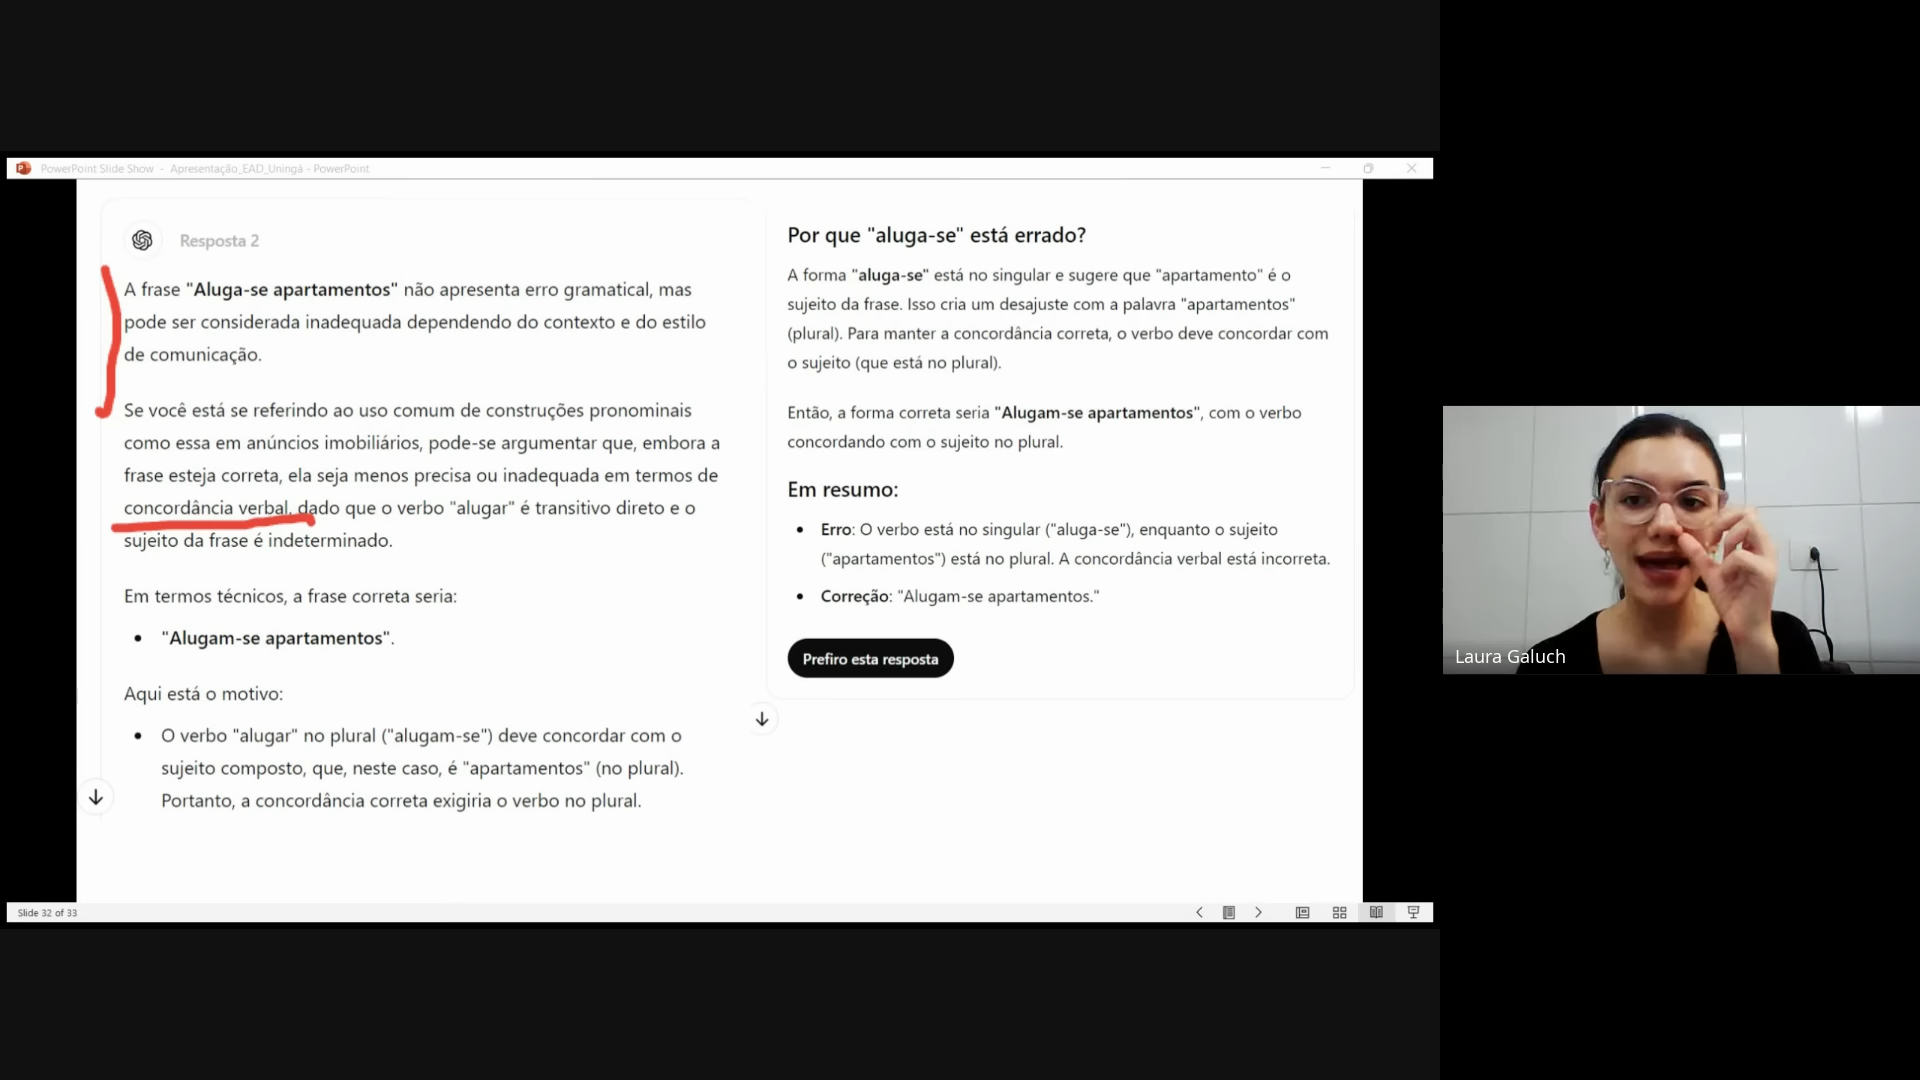 PowerPoint Slide Show - Apresentação_EAD_Uningá - PowerPoint
Resposta 2
A frase "Aluga-se apartamentos" não apresenta erro gramatical, mas
pode ser considerada inadequada dependendo do contexto e do estilo
de comunicação.
Se você está se referindo ao uso comum de construções pronominais
como essa em anúncios imobiliários, pode-se argumentar que, embora a
frase esteja correta, ela seja menos precisa ou inadequada em termos de
concordância verbal, dado que o verbo "alugar" é transitivo direto e o
sujeito da frase é indeterminado.
Em termos técnicos, a frase correta seria:
• "Alugam-se apartamentos".
Aqui está o motivo:
• O verbo "alugar" no plural ("alugam-se") deve concordar com o
sujeito composto, que, neste caso, é "apartamentos" (no plural).
Portanto, a concordância correta exigiria o verbo no plural.
Por que "aluga-se" está errado?
A forma "aluga-se" está no singular e sugere que "apartamento" é o
sujeito da frase. Isso cria um desajuste com a palavra "apartamentos"
(plural). Para manter a concordância correta, o verbo deve concordar com
o sujeito (que está no plural).
Então, a forma correta seria "Alugam-se apartamentos", com o verbo
concordando com o sujeito no plural.
Em resumo:
• Erro: O verbo está no singular ("aluga-se"), enquanto o sujeito
("apartamentos") está no plural. A concordância verbal está incorreta.
• Correção: "Alugam-se apartamentos."
Prefiro esta resposta
Slide 32 of 33
Laura Galuch